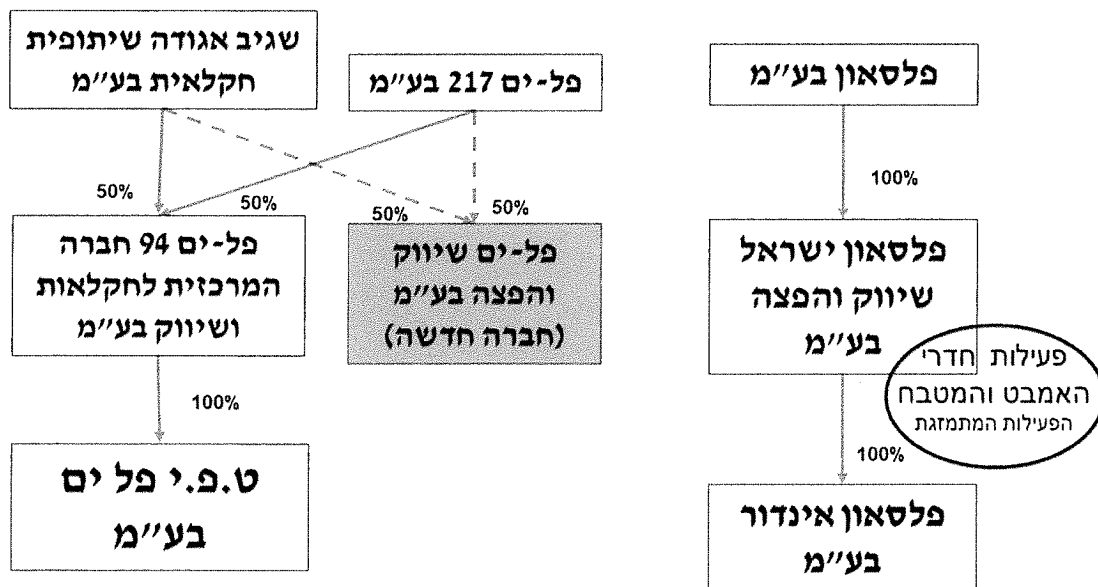 שגיב אגודה שיתופית
חקלאית בע״מ
פל-ים 217 בע״מ
פלסאון בע״מ
50%
50%
50%
50%
100%
פל-ים 94 חברה
המרכזית לחקלאות
ושיווק בע״מ
פל-ים שיווק
והפצה בע״מ
(חברה חדשה)
פלסאון ישראל
שיווק והפצה
בע״מ
פעילות חדרי
האמבט והמטבח
הפעילות המתמזגת
100%
100%
ט.פ.י פל ים
בע״מ
פלסאון אינדור
בע״מ